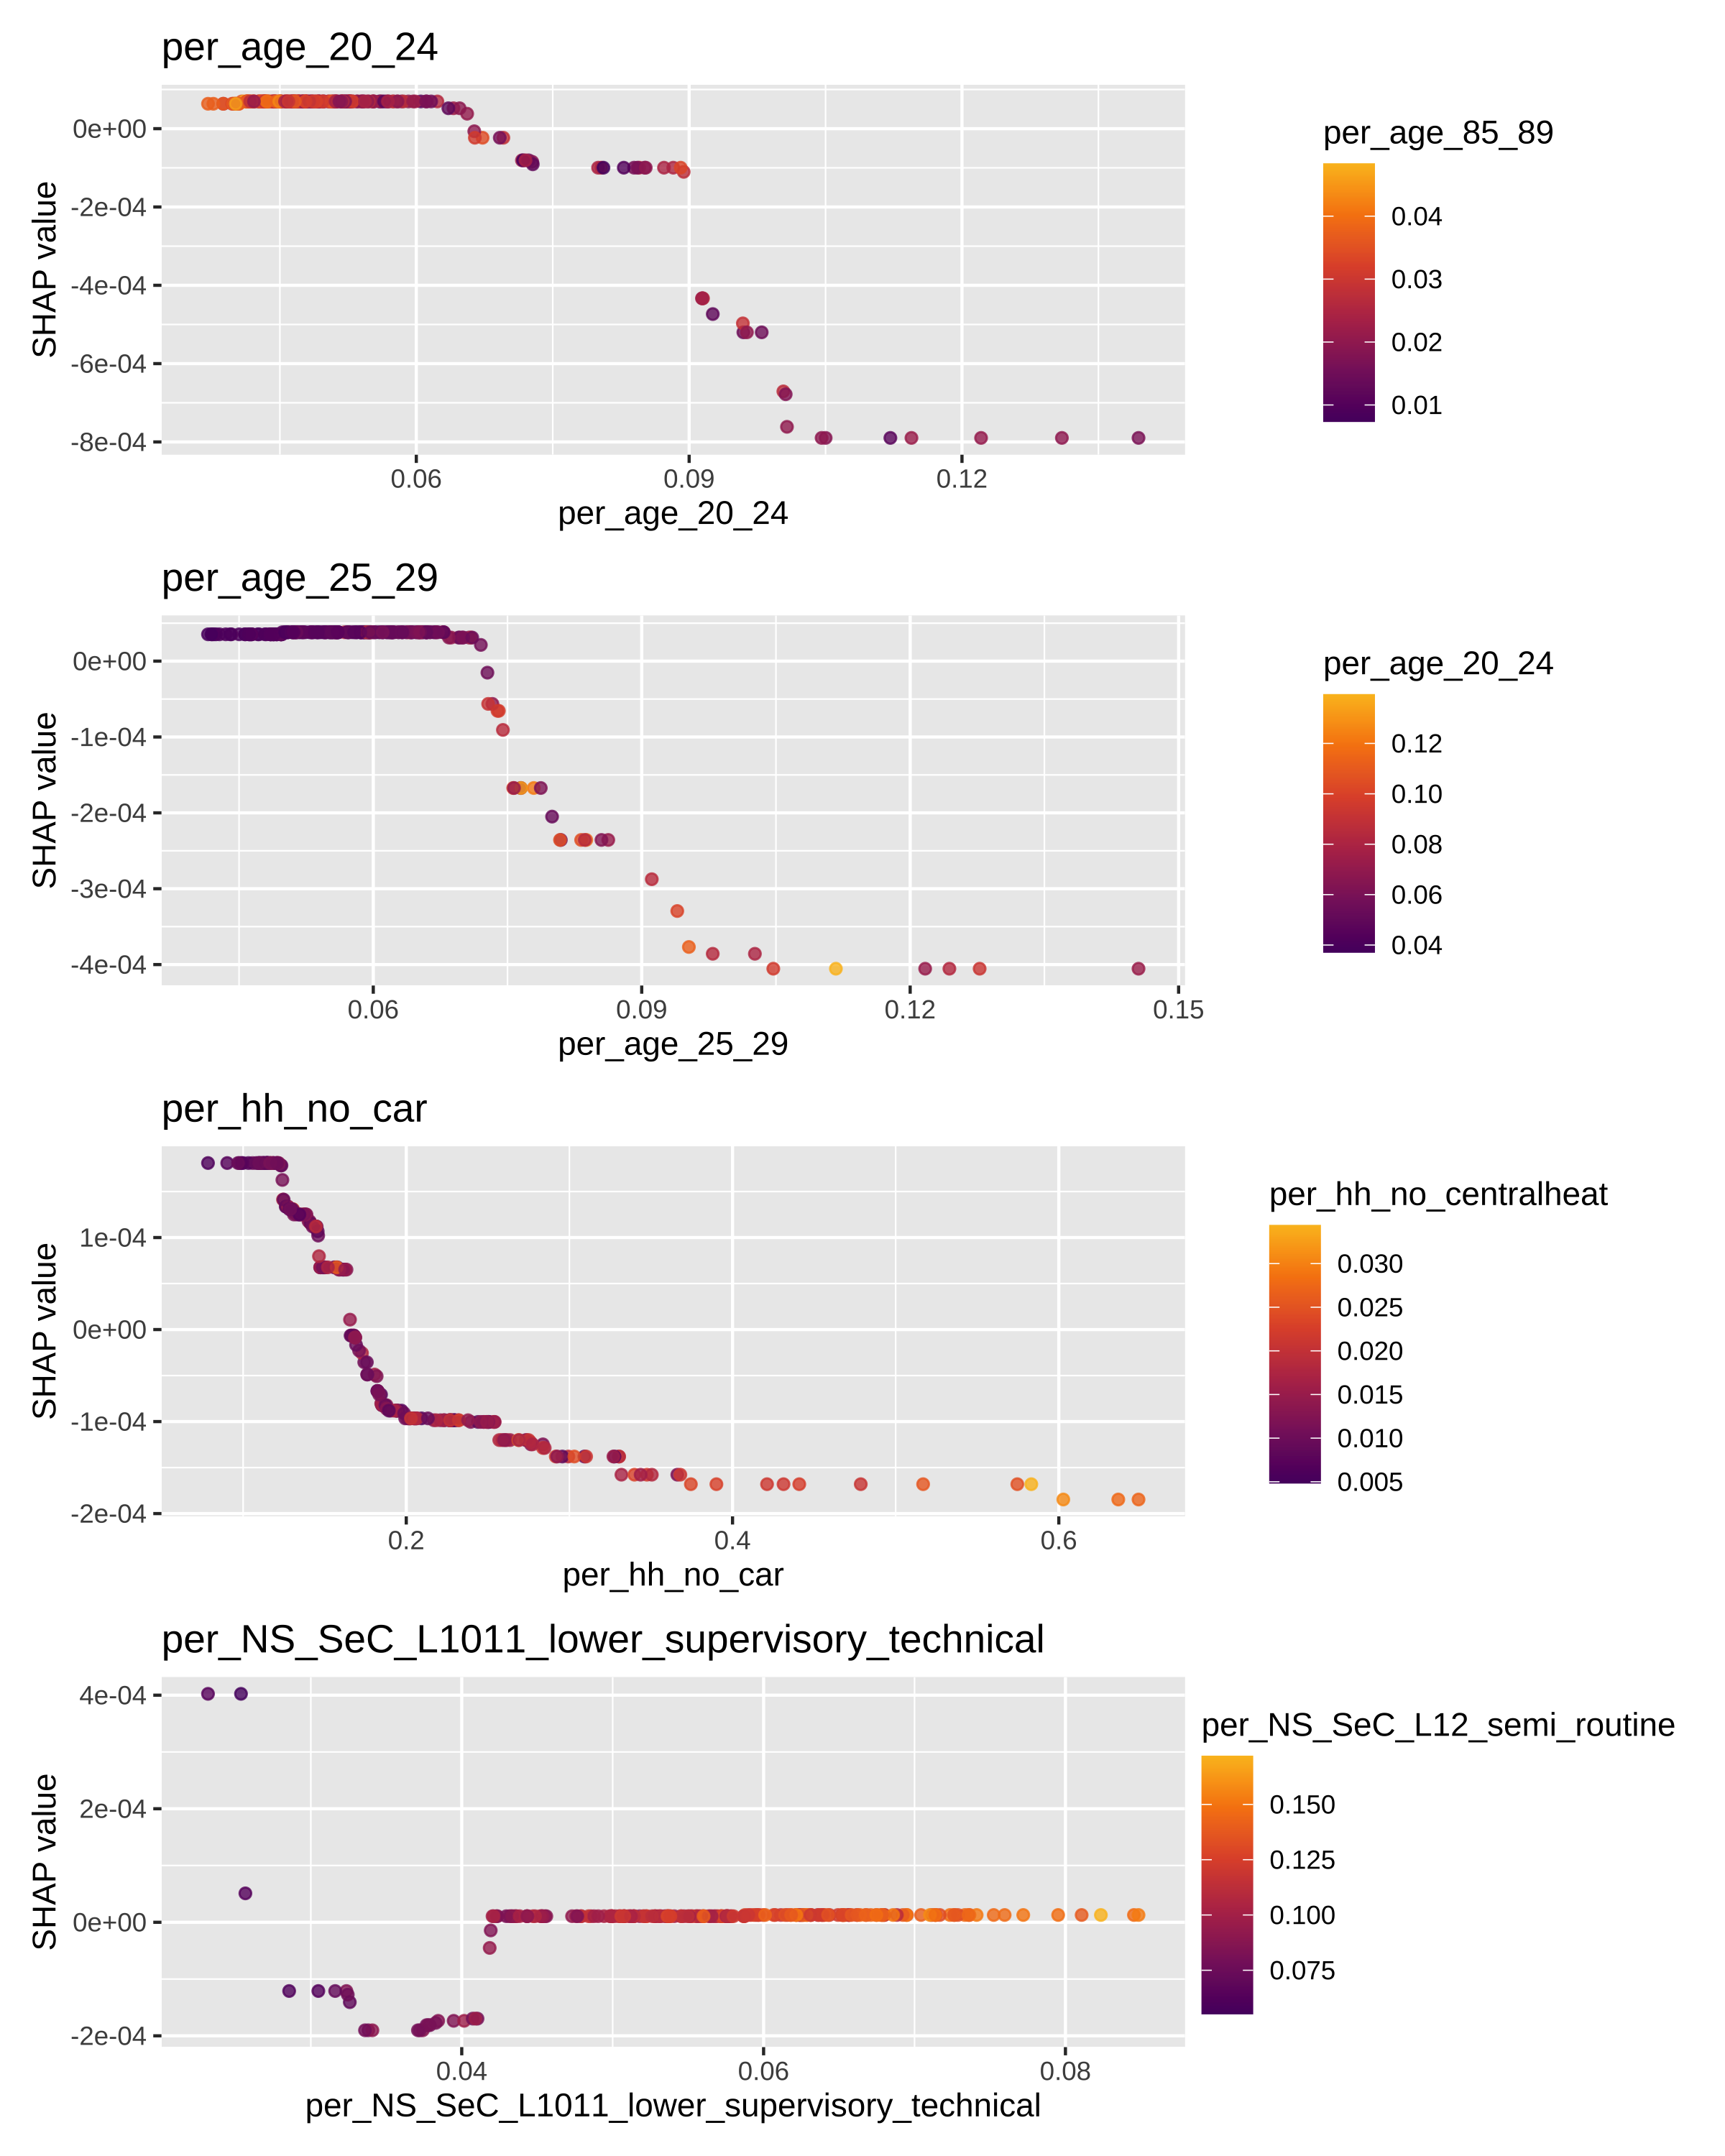 per_age_20_24
0e+00
-2e-04
-4e-04
-6e-04
-8e-04
SHAP value
0.06 0.09 0.12
per_age_20_24
per_age_85_89
0.04
0.03
0.02
0.01
per_age_25_29
0e+00
-1e-04
-2e-04
-3e-04
-4e-04
SHAP value
0.06 0.09 0.12 0.15
per_age_25_29
per_age_20_24
0.12
0.10
0.08
0.06
0.04
per_hh_no_car
1e-04
0e+00
-1e-04
-2e-04
SHAP value
0.2 0.4 0.6
per_hh_no_car
per_hh_no_centralheat
0.030
0.025
0.020
0.015
0.010
0.005
per_NS_SeC_L1011_lower_supervisory_technical
4e-04
2e-04
0e+00
-2e-04
SHAP value
0.04 0.06 0.08
per_NS_SeC_L1011_lower_supervisory_technical
per_NS_SeC_L12_semi_routine
0.150
0.125
0.100
0.075